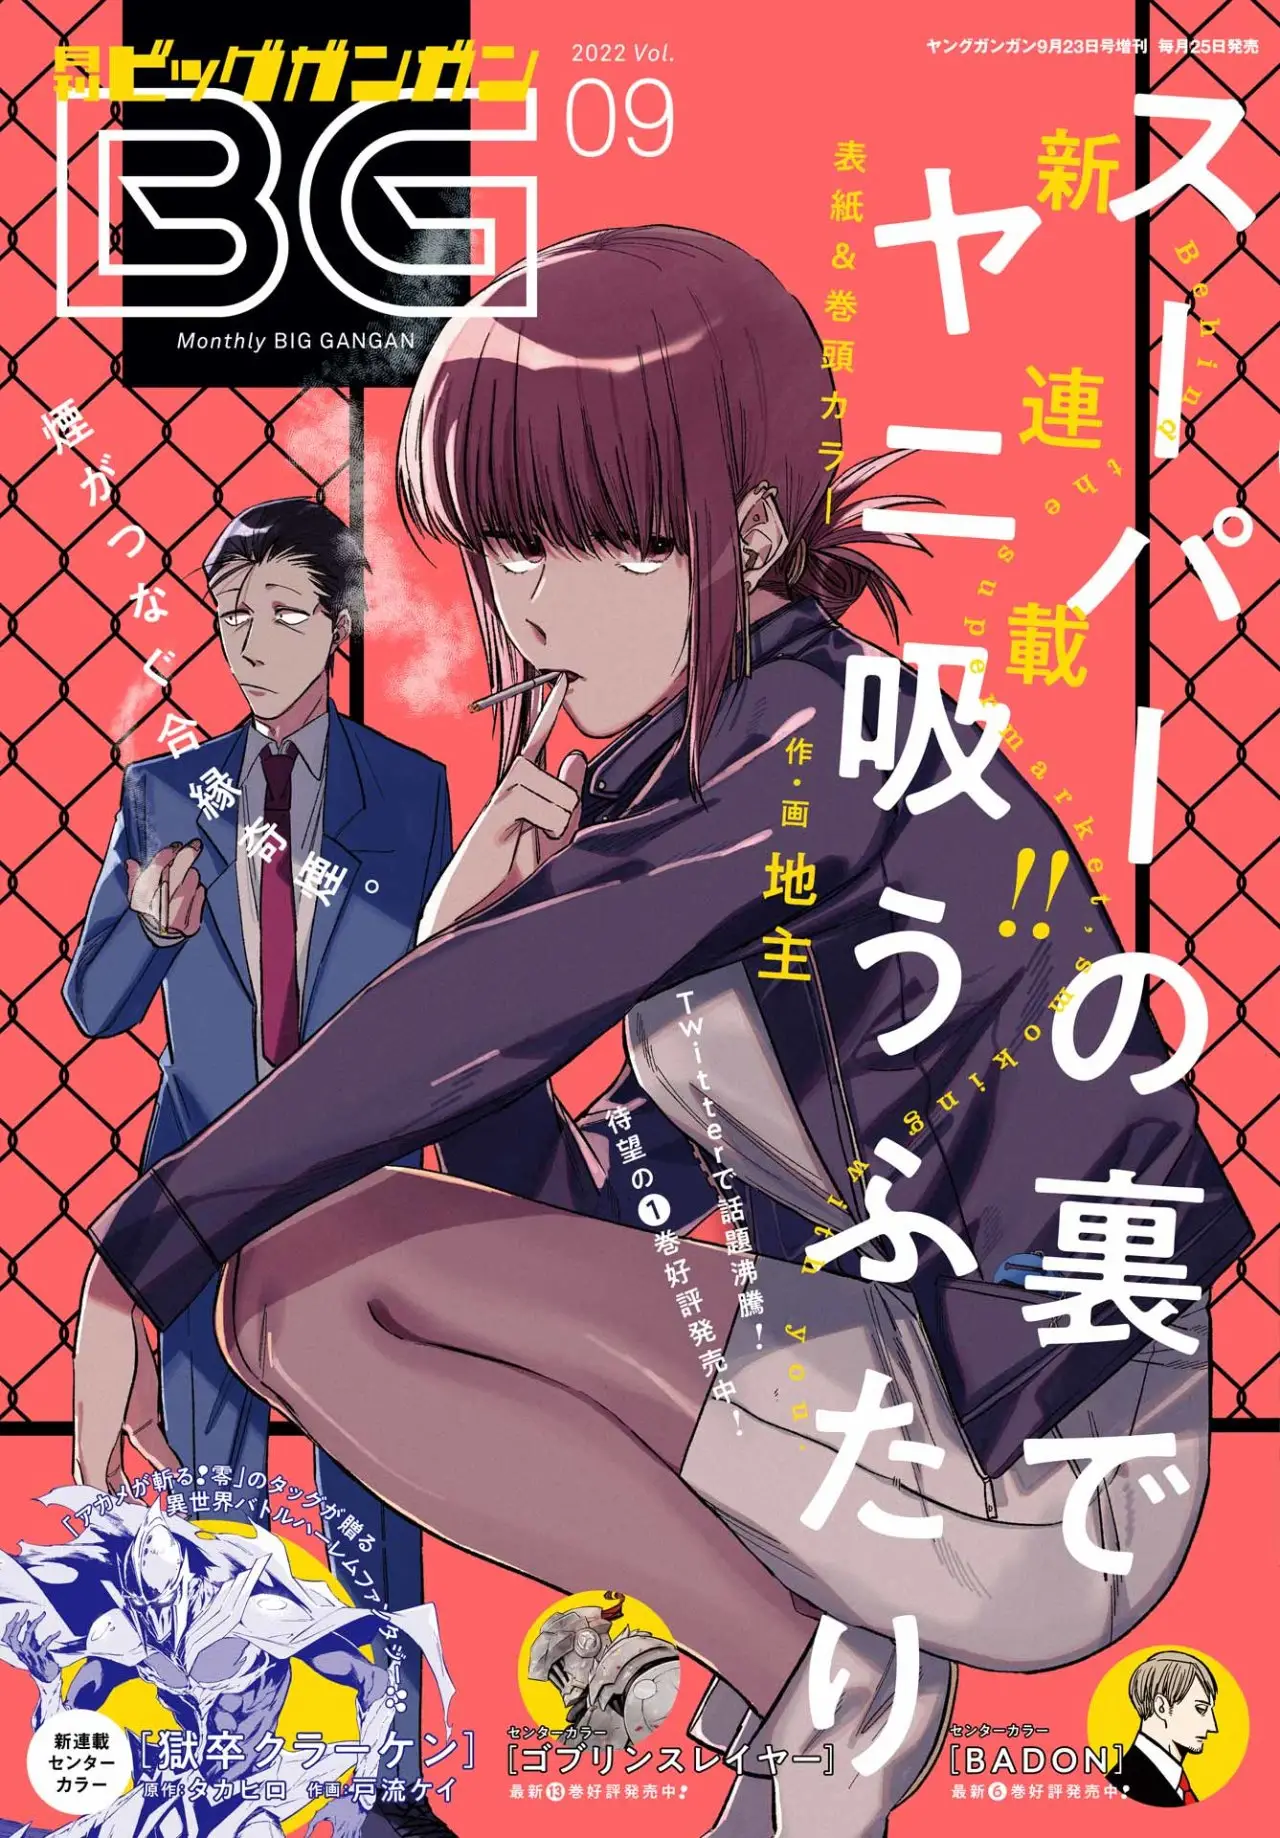 月刊ビッグガンガン
BG
Monthly BIG GANGAN
2022 Vol.
09
ヤングガンガン9月23日号増刊 毎月25日発売
スーパーの裏で
ヤニ吸うふたり
新連載!!
Behind the supermarket, smoking with you.
表紙&巻頭カラー
作・画 地主
煙がつなぐ合縁奇煙。
Twitterで話題沸騰!
待望の1巻好評発売中!
「アカメが斬る!零」のタッグが贈る
異世界バトルハーレムファンタジー!!
新連載
センター
カラー
[獄卒クラーケン]
原作:タカヒロ 作画:戸流ケイ
センターカラー
[ゴブリンスレイヤー]
最新13巻好評発売中!
センターカラー
[BADON]
最新6巻好評発売中!